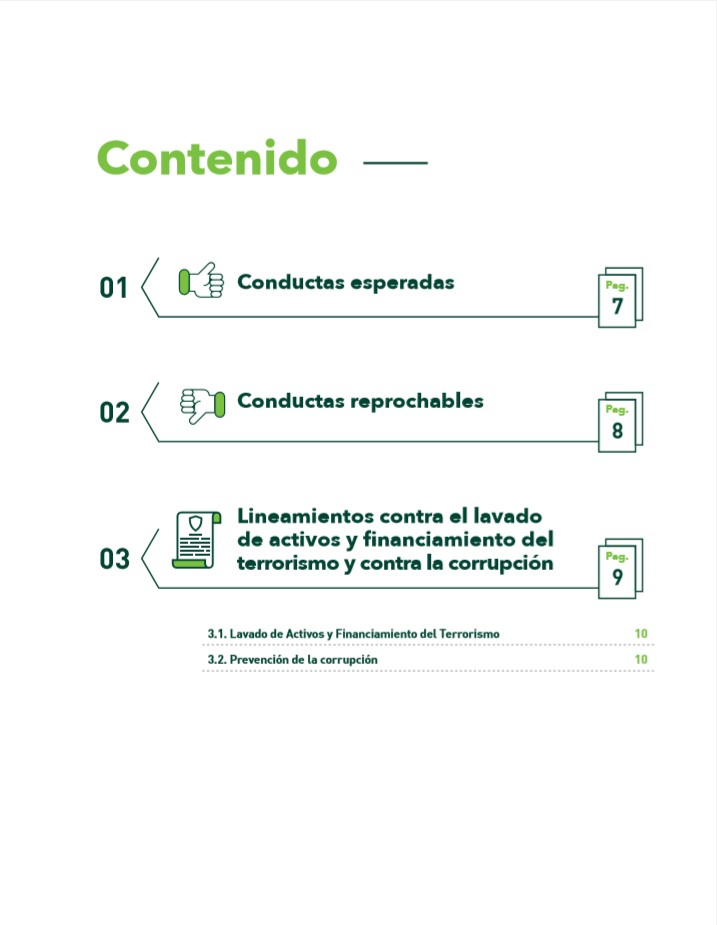 Contenido
01
Conductas esperadas
Pag.
7
02
Conductas reprochables
Pag.
8
03
Lineamientos contra el lavado
de activos y financiamiento del
terrorismo y contra la corrupción
Pag.
9
3.1. Lavado de Activos y Financiamiento del Terrorismo 10
3.2. Prevención de la corrupción 10